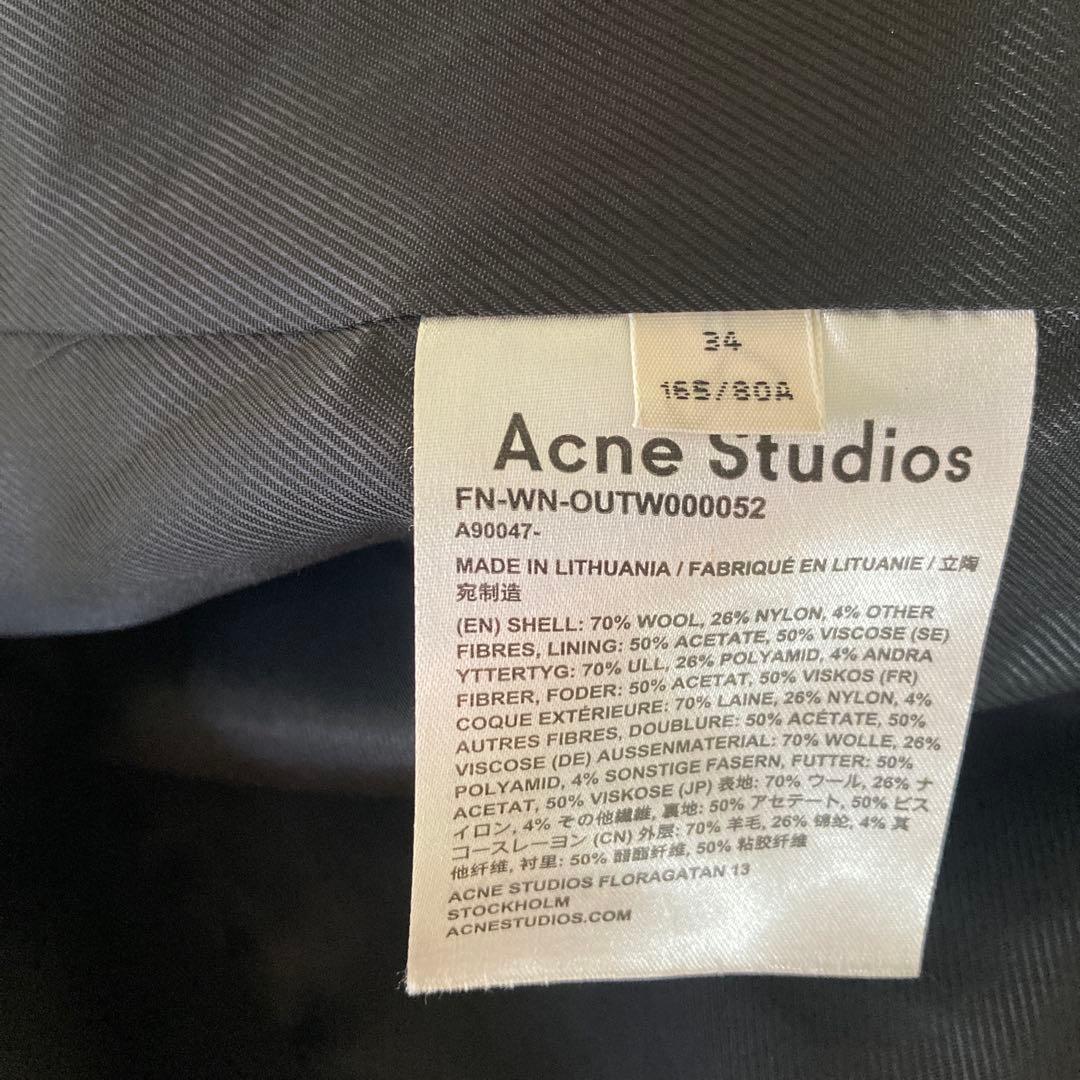 34
165/80A
Acne Studios
FN-WN-OUTW000052
A90047-
MADE IN LITHUANIA / FABRIQUÉ EN LITUANIE / 立陶
宛制造
(EN) SHELL: 70% WOOL, 26% NYLON, 4% OTHER
FIBRES, LINING: 50% ACETATE, 50% VISCOSE (SE)
YTTERTYG: 70% ULL, 26% POLYAMID, 4% ANDRA
FIBRER, FODER: 50% ACETAT, 50% VISKOS (FR)
COQUE EXTÉRIEURE: 70% LAINE, 26% NYLON, 4%
AUTRES FIBRES, DOUBLURE: 50% ACÉTATE, 50%
VISCOSE (DE) AUSSENMATERIAL: 70% WOLLE, 26%
POLYAMID, 4% SONSTIGE FASERN, FUTTER: 50%
ACETAT, 50% VISKOSE (JP) 表地: 70% ウール, 26% ナ
イロン, 4% その他繊維, 裏地: 50% アセテート, 50% ビス
コースレーヨン (CN) 外层: 70% 羊毛, 26% 锦纶, 4% 其
他纤维, 衬里: 50% 醋酯纤维, 50% 粘胶纤维
ACNE STUDIOS FLORAGATAN 13
STOCKHOLM
ACNESTUDIOS.COM